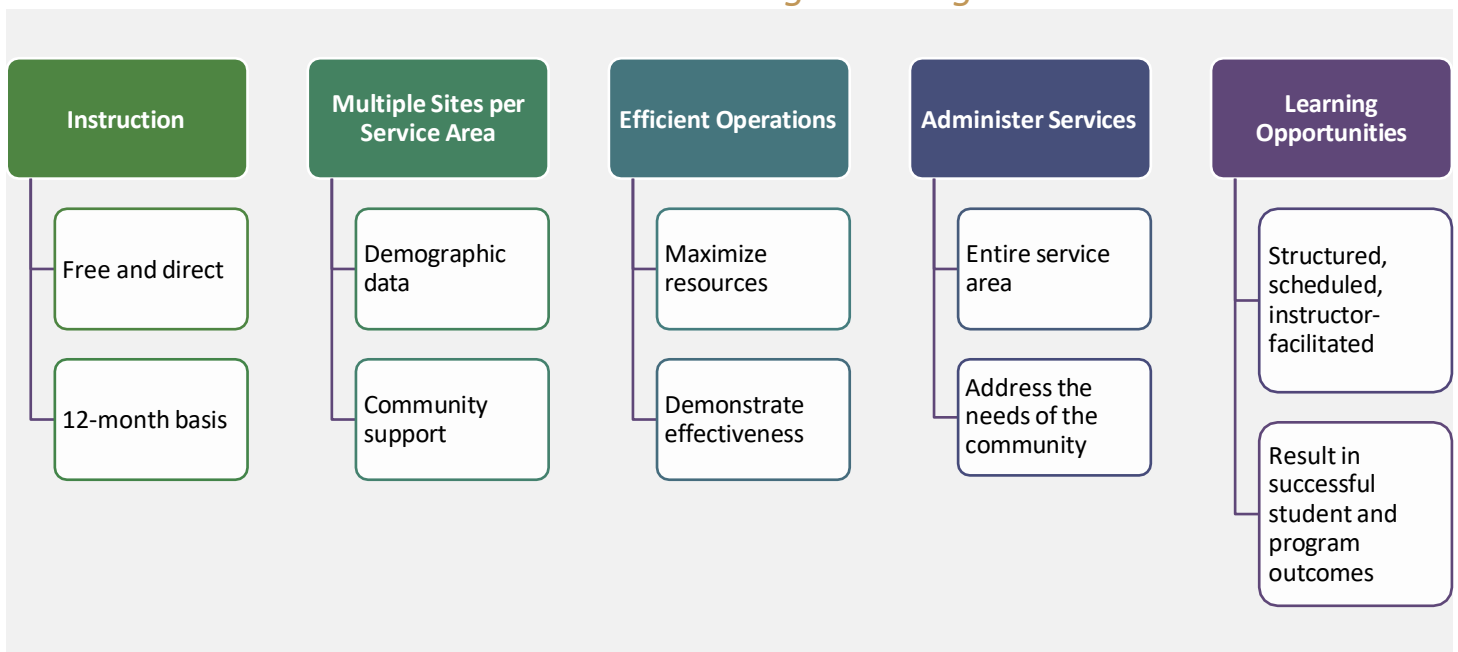 Instruction
Free and direct
12-month basis
Multiple Sites per
Service Area
Demographic
data
Community
support
Efficient Operations
Maximize
resources
Demonstrate
effectiveness
Administer Services
Entire service
area
Address the
needs of the
community
Learning
Opportunities
Structured,
scheduled,
instructor-
facilitated
Result in
successful
student and
program
outcomes